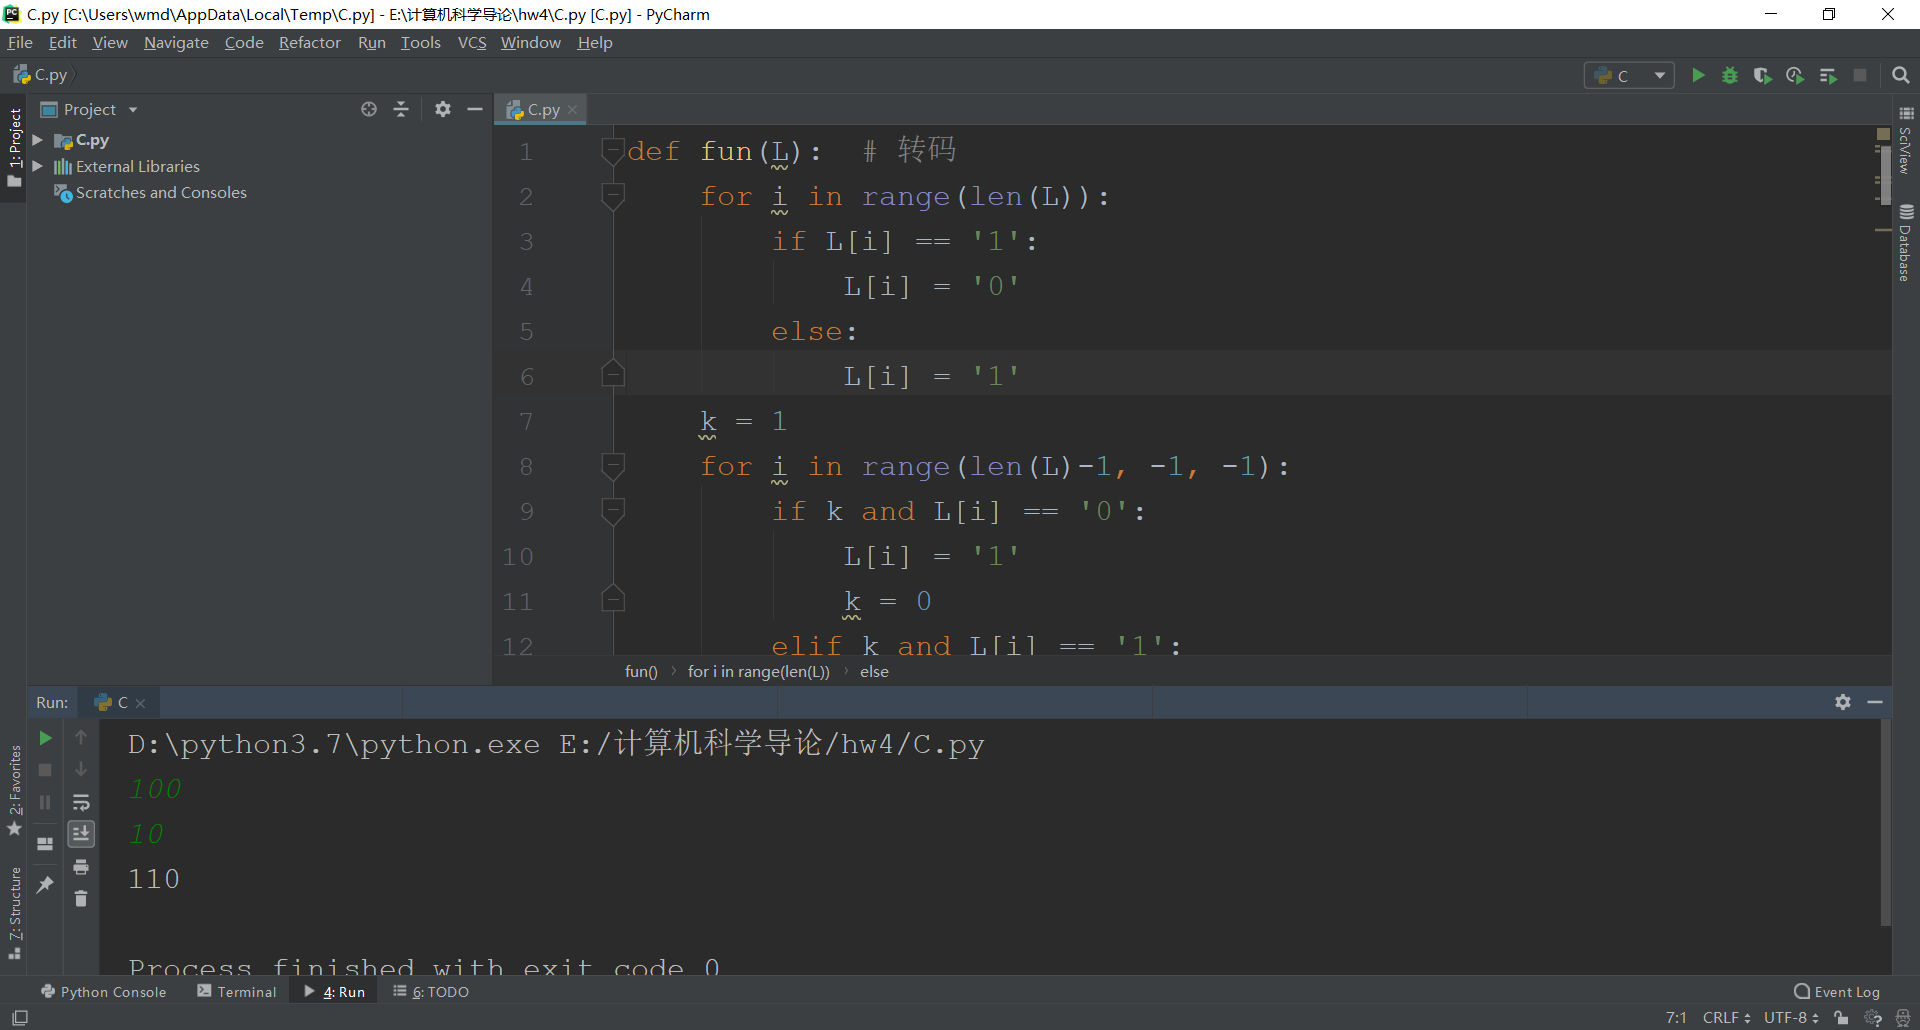 C.py [C:\Users\wmd\AppData\Local\Temp\C.py] - E:\计算机科学导论\hw4\C.py [C.py] - PyCharm
File Edit View Navigate Code Refactor Run Tools VCS Window Help
C.py
C
1: Project
Project
C.py
External Libraries
Scratches and Consoles
C.py
1 def fun(L):  # 转码
2     for i in range(len(L)):
3         if L[i] == '1':
4             L[i] = '0'
5         else:
6             L[i] = '1'
7     k = 1
8     for i in range(len(L)-1, -1, -1):
9         if k and L[i] == '0':
10             L[i] = '1'
11             k = 0
12         elif k and L[i] == '1':
fun() › for i in range(len(L)) › else
SciView
Database
Run: C
2: Favorites
7: Structure
D:\python3.7\python.exe E:/计算机科学导论/hw4/C.py
100
10
110
Process finished with exit code 0
Python Console Terminal 4: Run 6: TODO Event Log
7:1 CRLF UTF-8